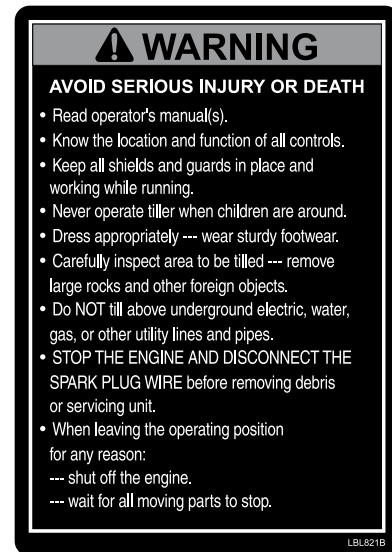 WARNING
AVOID SERIOUS INJURY OR DEATH
• Read operator's manual(s).
• Know the location and function of all controls.
• Keep all shields and guards in place and
working while running.
• Never operate tiller when children are around.
• Dress appropriately --- wear sturdy footwear.
• Carefully inspect area to be tilled --- remove
large rocks and other foreign objects.
• Do NOT till above underground electric, water,
gas, or other utility lines and pipes.
• STOP THE ENGINE AND DISCONNECT THE
SPARK PLUG WIRE before removing debris
or servicing unit.
• When leaving the operating position
for any reason:
--- shut off the engine.
--- wait for all moving parts to stop.
LBL821B